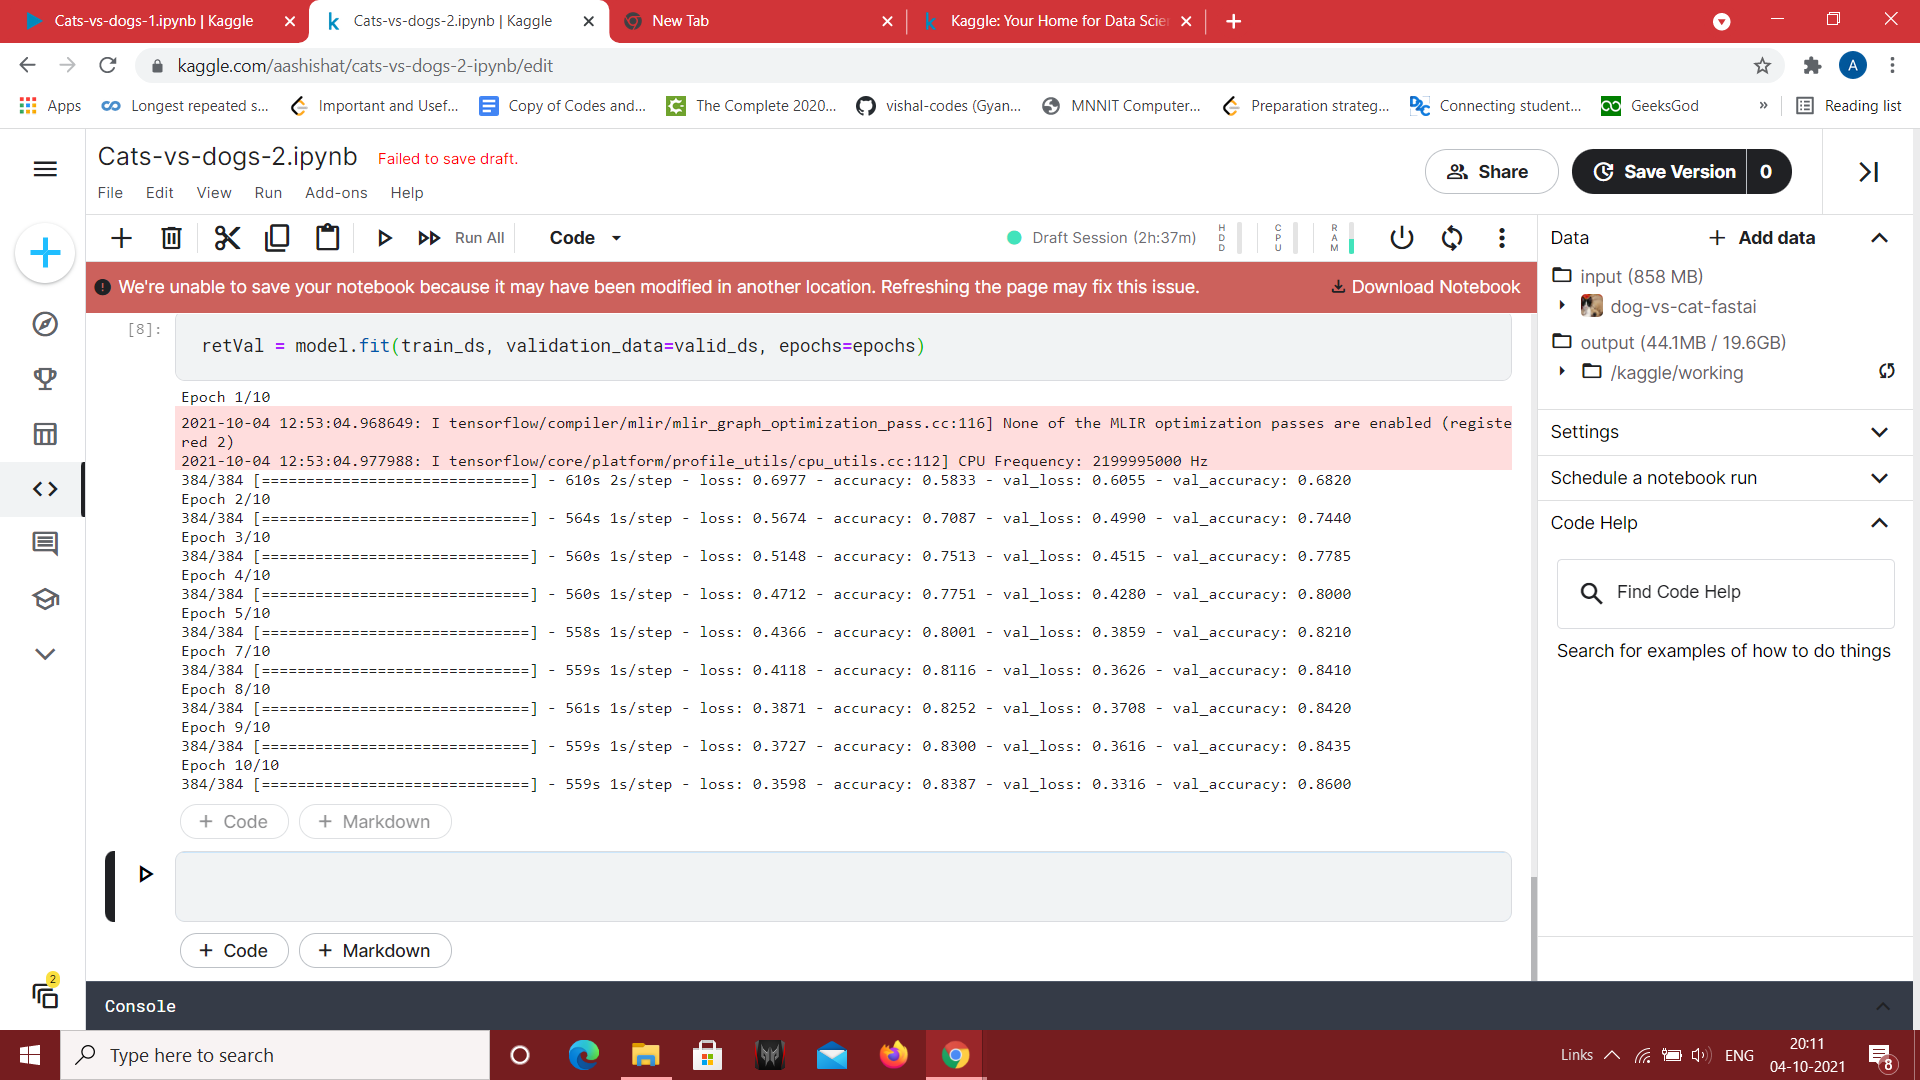 Cats-vs-dogs-1.ipynb | Kaggle
Cats-vs-dogs-2.ipynb | Kaggle
New Tab
Kaggle: Your Home for Data Scien
kaggle.com/aashishat/cats-vs-dogs-2-ipynb/edit
A
Apps
Longest repeated s...
Important and Usef...
Copy of Codes and...
The Complete 2020...
vishal-codes (Gyan...
MNNIT Computer...
Preparation strateg...
Connecting student...
GeeksGod
»
Reading list
Cats-vs-dogs-2.ipynb
Failed to save draft.
File
Edit
View
Run
Add-ons
Help
Share
Save Version
0
Run All
Code
Draft Session (2h:37m)
HDD
CPU
RAM
We're unable to save your notebook because it may have been modified in another location. Refreshing the page may fix this issue.
Download Notebook
[8]:
retVal = model.fit(train_ds, validation_data=valid_ds, epochs=epochs)
Epoch 1/10
2021-10-04 12:53:04.968649: I tensorflow/compiler/mlir/mlir_graph_optimization_pass.cc:116] None of the MLIR optimization passes are enabled (registe
red 2)
2021-10-04 12:53:04.977988: I tensorflow/core/platform/profile_utils/cpu_utils.cc:112] CPU Frequency: 2199995000 Hz
384/384 [==============================] - 610s 2s/step - loss: 0.6977 - accuracy: 0.5833 - val_loss: 0.6055 - val_accuracy: 0.6820
Epoch 2/10
384/384 [==============================] - 564s 1s/step - loss: 0.5674 - accuracy: 0.7087 - val_loss: 0.4990 - val_accuracy: 0.7440
Epoch 3/10
384/384 [==============================] - 560s 1s/step - loss: 0.5148 - accuracy: 0.7513 - val_loss: 0.4515 - val_accuracy: 0.7785
Epoch 4/10
384/384 [==============================] - 560s 1s/step - loss: 0.4712 - accuracy: 0.7751 - val_loss: 0.4280 - val_accuracy: 0.8000
Epoch 5/10
384/384 [==============================] - 558s 1s/step - loss: 0.4366 - accuracy: 0.8001 - val_loss: 0.3859 - val_accuracy: 0.8210
Epoch 7/10
384/384 [==============================] - 559s 1s/step - loss: 0.4118 - accuracy: 0.8116 - val_loss: 0.3626 - val_accuracy: 0.8410
Epoch 8/10
384/384 [==============================] - 561s 1s/step - loss: 0.3871 - accuracy: 0.8252 - val_loss: 0.3708 - val_accuracy: 0.8420
Epoch 9/10
384/384 [==============================] - 559s 1s/step - loss: 0.3727 - accuracy: 0.8300 - val_loss: 0.3616 - val_accuracy: 0.8435
Epoch 10/10
384/384 [==============================] - 559s 1s/step - loss: 0.3598 - accuracy: 0.8387 - val_loss: 0.3316 - val_accuracy: 0.8600
+ Code
+ Markdown
+ Code
+ Markdown
Console
Data
+ Add data
input (858 MB)
dog-vs-cat-fastai
output (44.1MB / 19.6GB)
/kaggle/working
Settings
Schedule a notebook run
Code Help
Find Code Help
Search for examples of how to do things
2
Type here to search
Links
ENG
20:11
04-10-2021
8